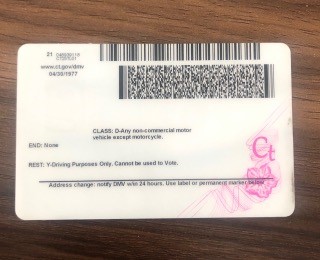 21
www.ct.gov/dmv
04/20/1977
CLASS: D-Any non-commercial motor
vehicle except motorcycle.
END: None
REST: Y-Driving Purposes Only. Cannot be used to Vote.
Ct
Address change: notify DMV w/in 24 hours. Use label or permanent marker below